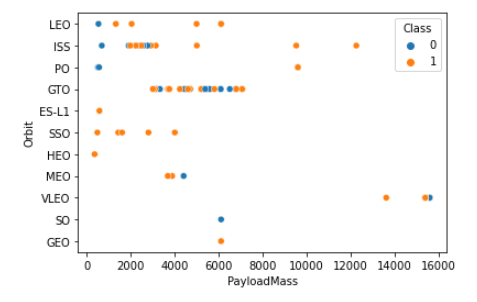 Class
0
1
LEO
ISS
PO
GTO
ES-L1
SSO
HEO
MEO
VLEO
SO
GEO
Orbit
0 2000 4000 6000 8000 10000 12000 14000 16000
PayloadMass